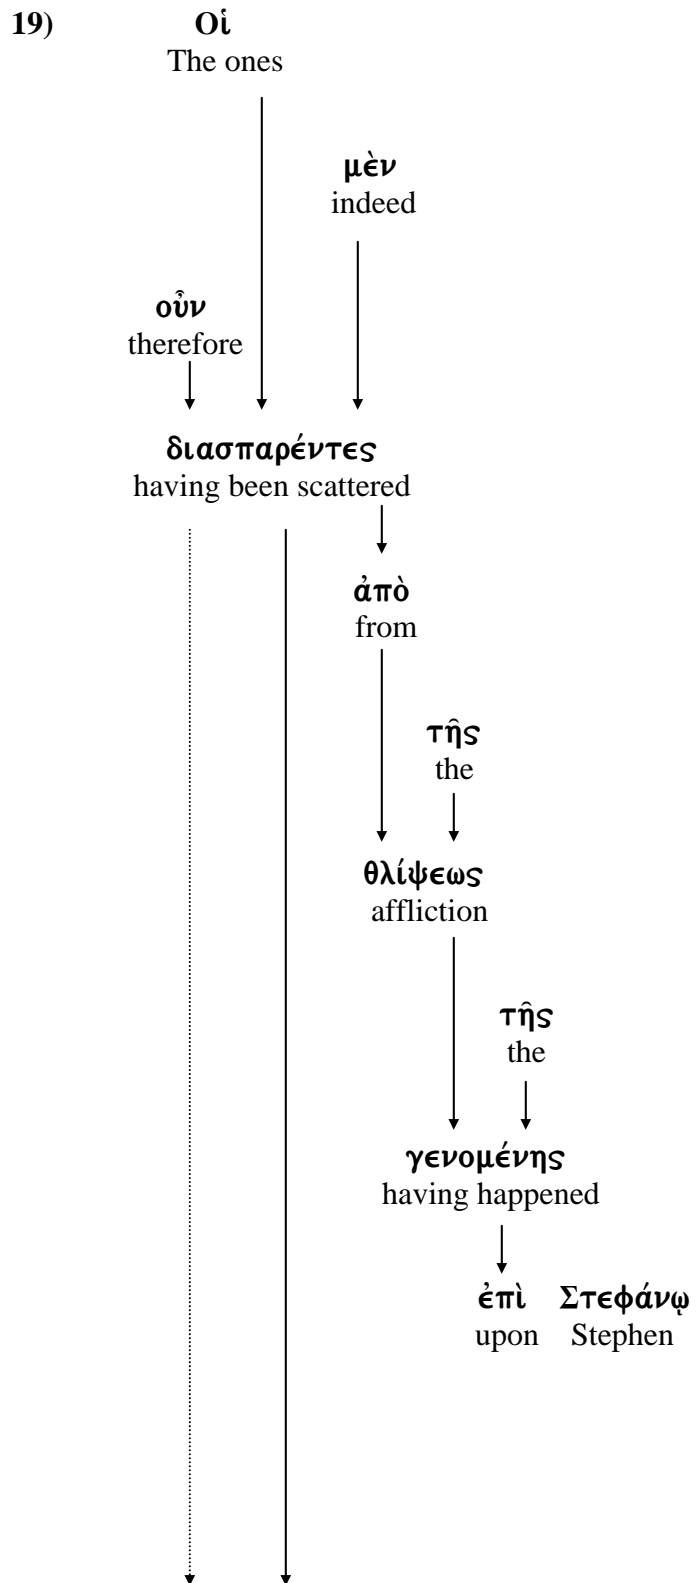 19) Οἱ
The ones
μὲν
indeed
οὖν
therefore
διασπαρέντες
having been scattered
ἀπὸ
from
τῆς
the
θλίψεως
affliction
τῆς
the
γενομένης
having happened
ἐπὶ Στεφάνῳ
upon Stephen